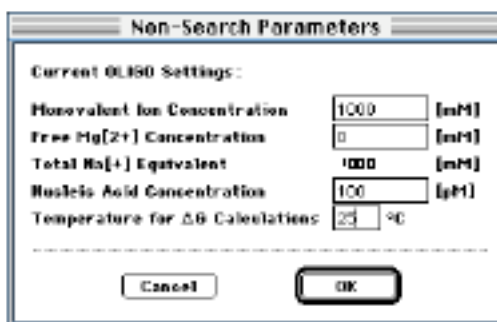 Non-Search Parameters
Current OLIGO Settings:
Monovalent Ion Concentration 1000 [mM]
Free Mg[2+] Concentration 0 [mM]
Total Na[+] Equivalent 1000 [mM]
Nucleic Acid Concentration 100 [pM]
Temperature for ΔG Calculations 25 °C
Cancel OK